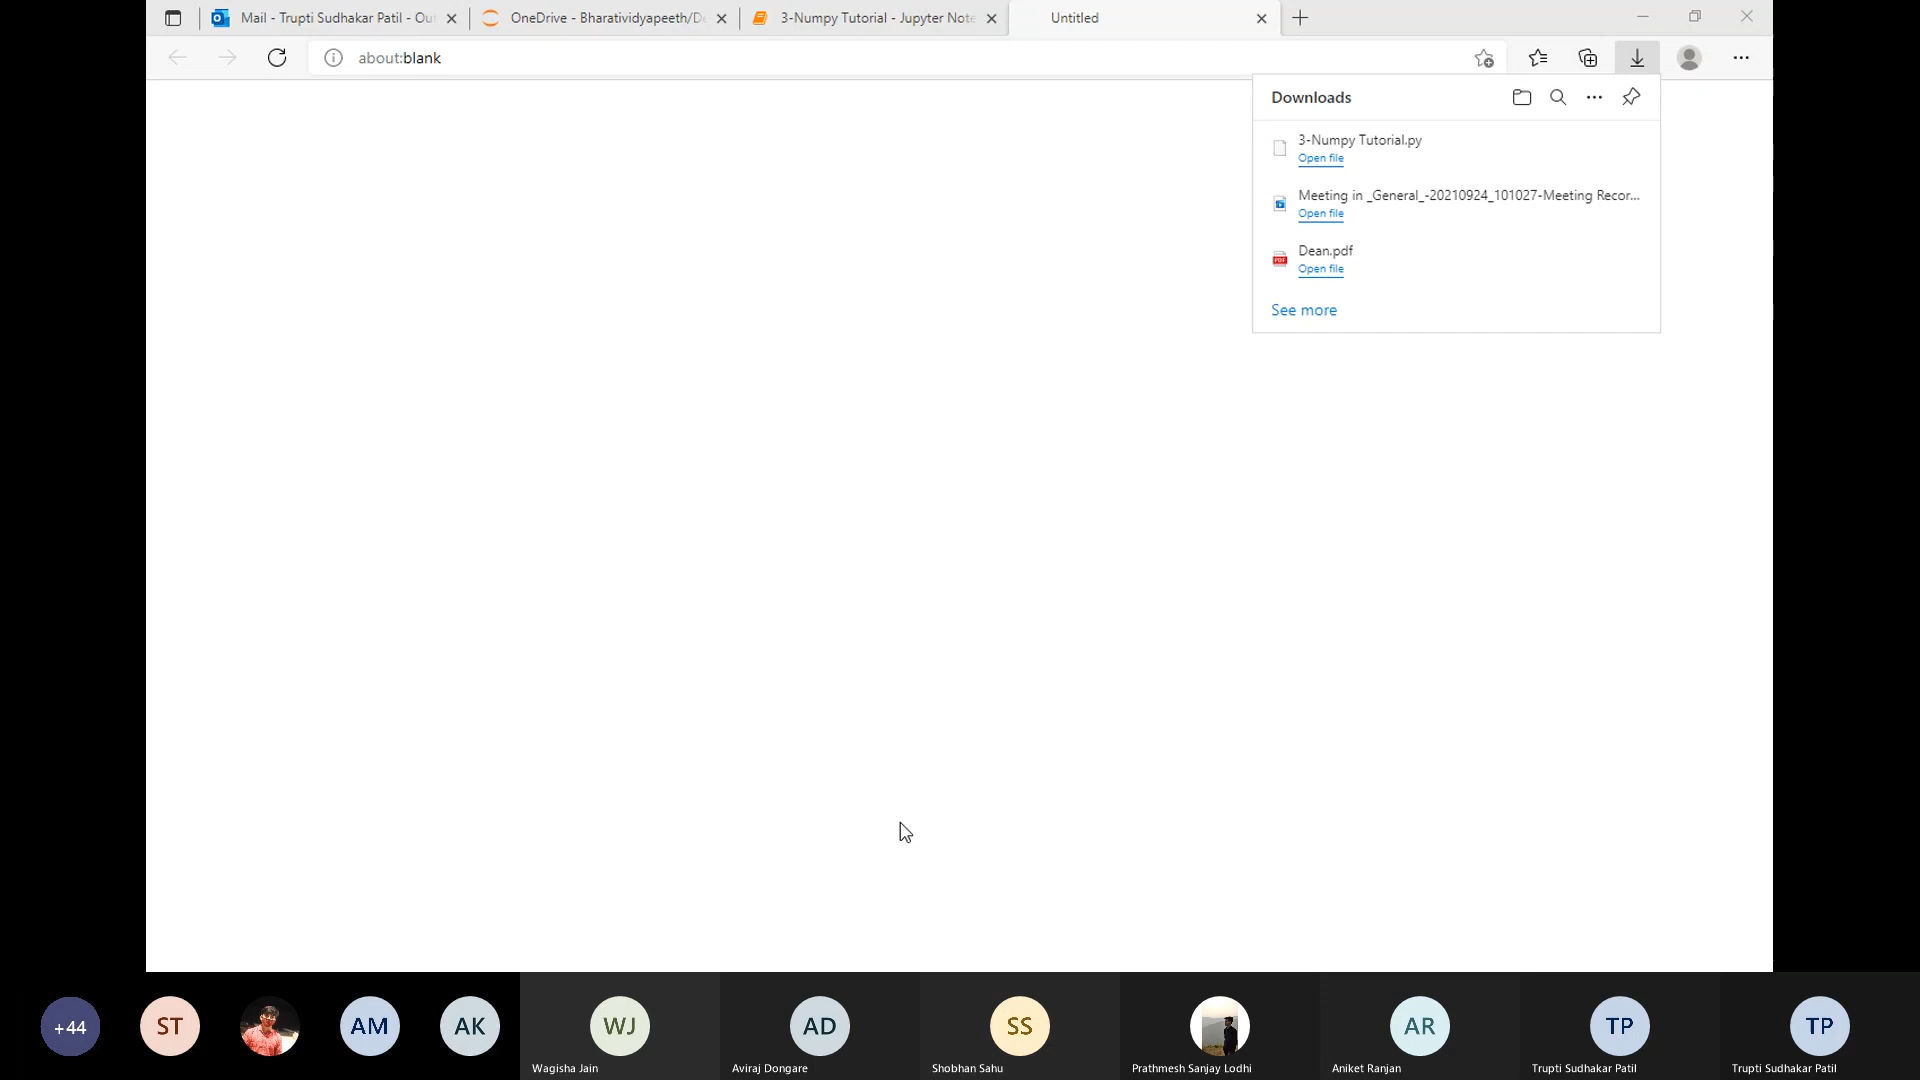 Mail - Trupti Sudhakar Patil - Ou
OneDrive - Bharatividyapeeth/D
3-Numpy Tutorial - Jupyter Note
Untitled
about:blank
Downloads
3-Numpy Tutorial.py
Open file
Meeting in _General_-20210924_101027-Meeting Recor...
Open file
PDF
Dean.pdf
Open file
See more
+44
ST
AM
AK
WJ
Wagisha Jain
AD
Aviraj Dongare
SS
Shobhan Sahu
Prathmesh Sanjay Lodhi
AR
Aniket Ranjan
TP
Trupti Sudhakar Patil
TP
Trupti Sudhakar Patil